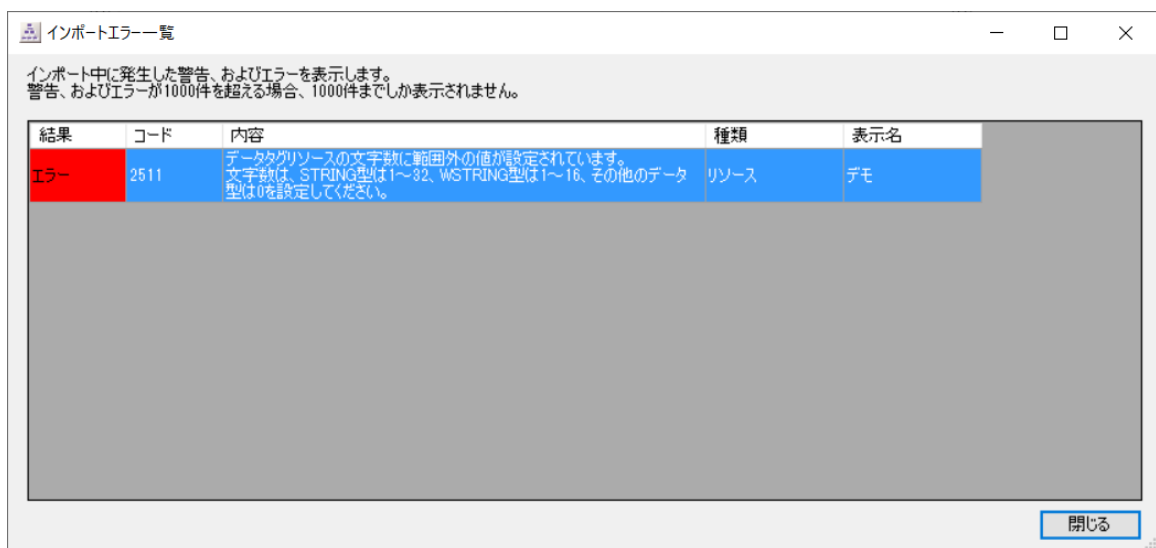 インポートエラー一覧
インポート中に発生した警告、およびエラーを表示します。
警告、およびエラーが1000件を超える場合、1000件までしか表示されません。
結果 コード 内容 種類 表示名
エラー 2511 データタグリソースの文字数に範囲外の値が設定されています。
文字数は、STRING型は1～32、WSTRING型は1～16、その他のデータ
型は0を設定してください。 リソース デモ
閉じる